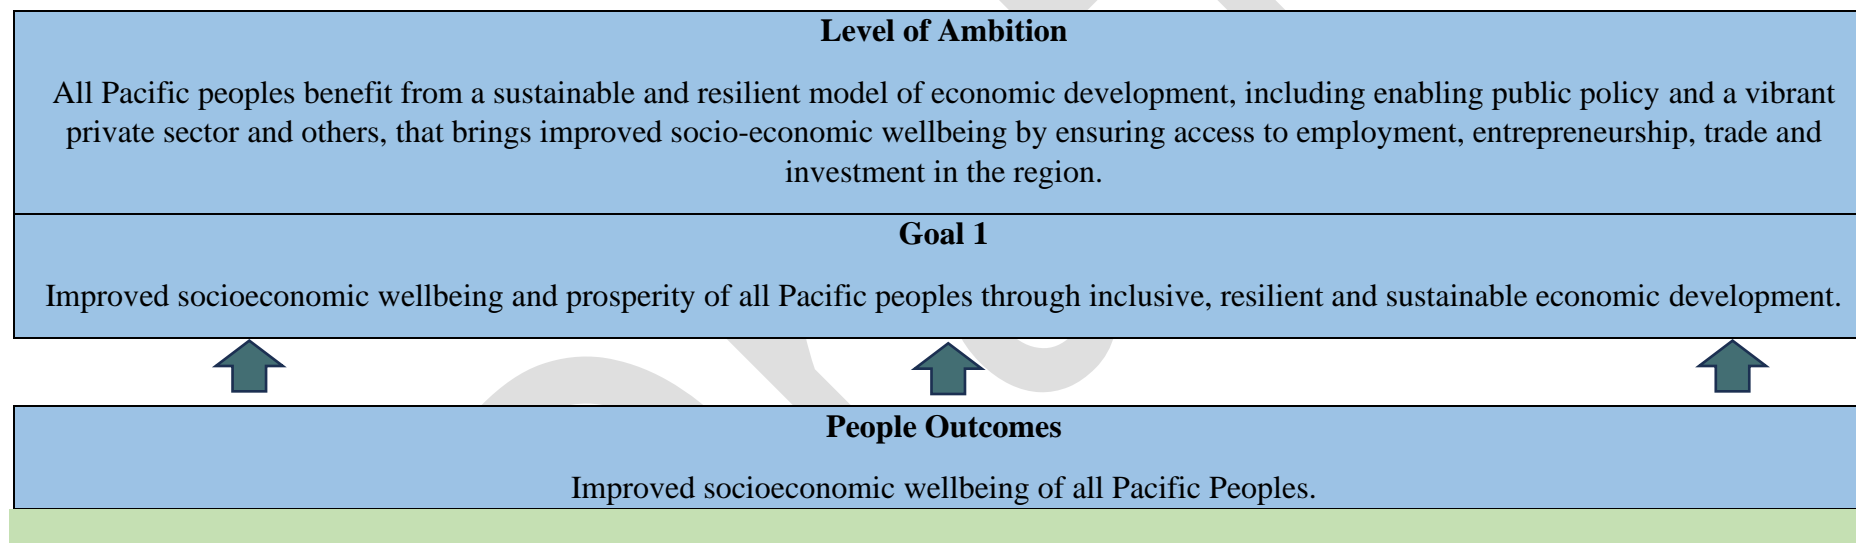 Level of Ambition
All Pacific peoples benefit from a sustainable and resilient model of economic development, including enabling public policy and a vibrant
private sector and others, that brings improved socio-economic wellbeing by ensuring access to employment, entrepreneurship, trade and
investment in the region.
Goal 1
Improved socioeconomic wellbeing and prosperity of all Pacific peoples through inclusive, resilient and sustainable economic development.
People Outcomes
Improved socioeconomic wellbeing of all Pacific Peoples.